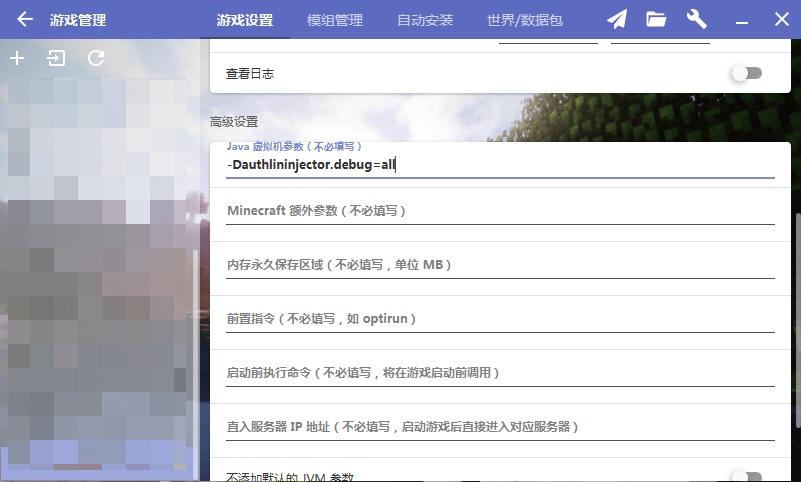 游戏管理
游戏设置
模组管理
自动安装
世界/数据包
查看日志
高级设置
Java 虚拟机参数（不必填写）
-Dauthlininjector.debug=all
Minecraft 额外参数（不必填写）
内存永久保存区域（不必填写，单位 MB）
前置指令（不必填写，如 optirun）
启动前执行命令（不必填写，将在游戏启动前调用）
直入服务器 IP 地址（不必填写，启动游戏后直接进入对应服务器）
不添加默认的 JVM 参数